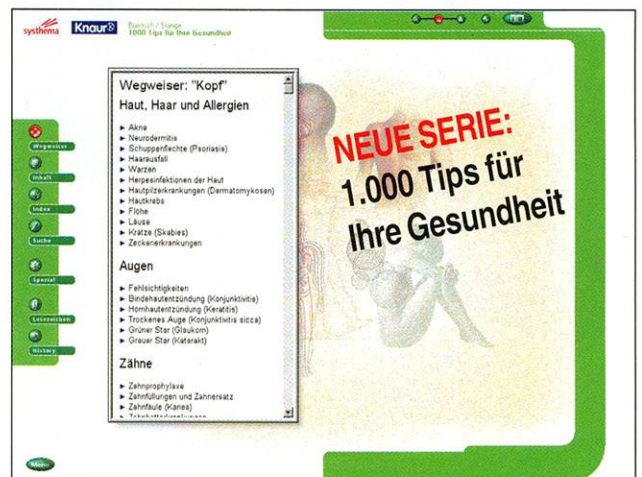 systhema
Knaur
1000 Tips für Ihre Gesundheit
Wegweiser: "Kopf"
Haut, Haar und Allergien
► Akne
► Neurodermitis
► Schuppenflechte (Psoriasis)
► Haarausfall
► Warzen
► Herpesinfektionen der Haut
► Hautpilzerkrankungen (Dermatomykosen)
► Hautkrebs
► Flöhe
► Läuse
► Krätze (Skabies)
► Zeckenerkrankungen
Augen
► Fehlsichtigkeiten
► Bindehautentzündung (Konjunktivitis)
► Hornhautentzündung (Keratitis)
► Trockenes Auge (Konjunktivitis sicca)
► Grüner Star (Glaukom)
► Grauer Star (Katarakt)
Zähne
► Zahnprophylaxe
► Zahnfüllungen und Zahnersatz
► Zahnfäule (Karies)
Wegweiser
Inhalt
Index
Suche
Spezial
Lesezeichen
History
Menü
NEUE SERIE:
1.000 Tips für
Ihre Gesundheit